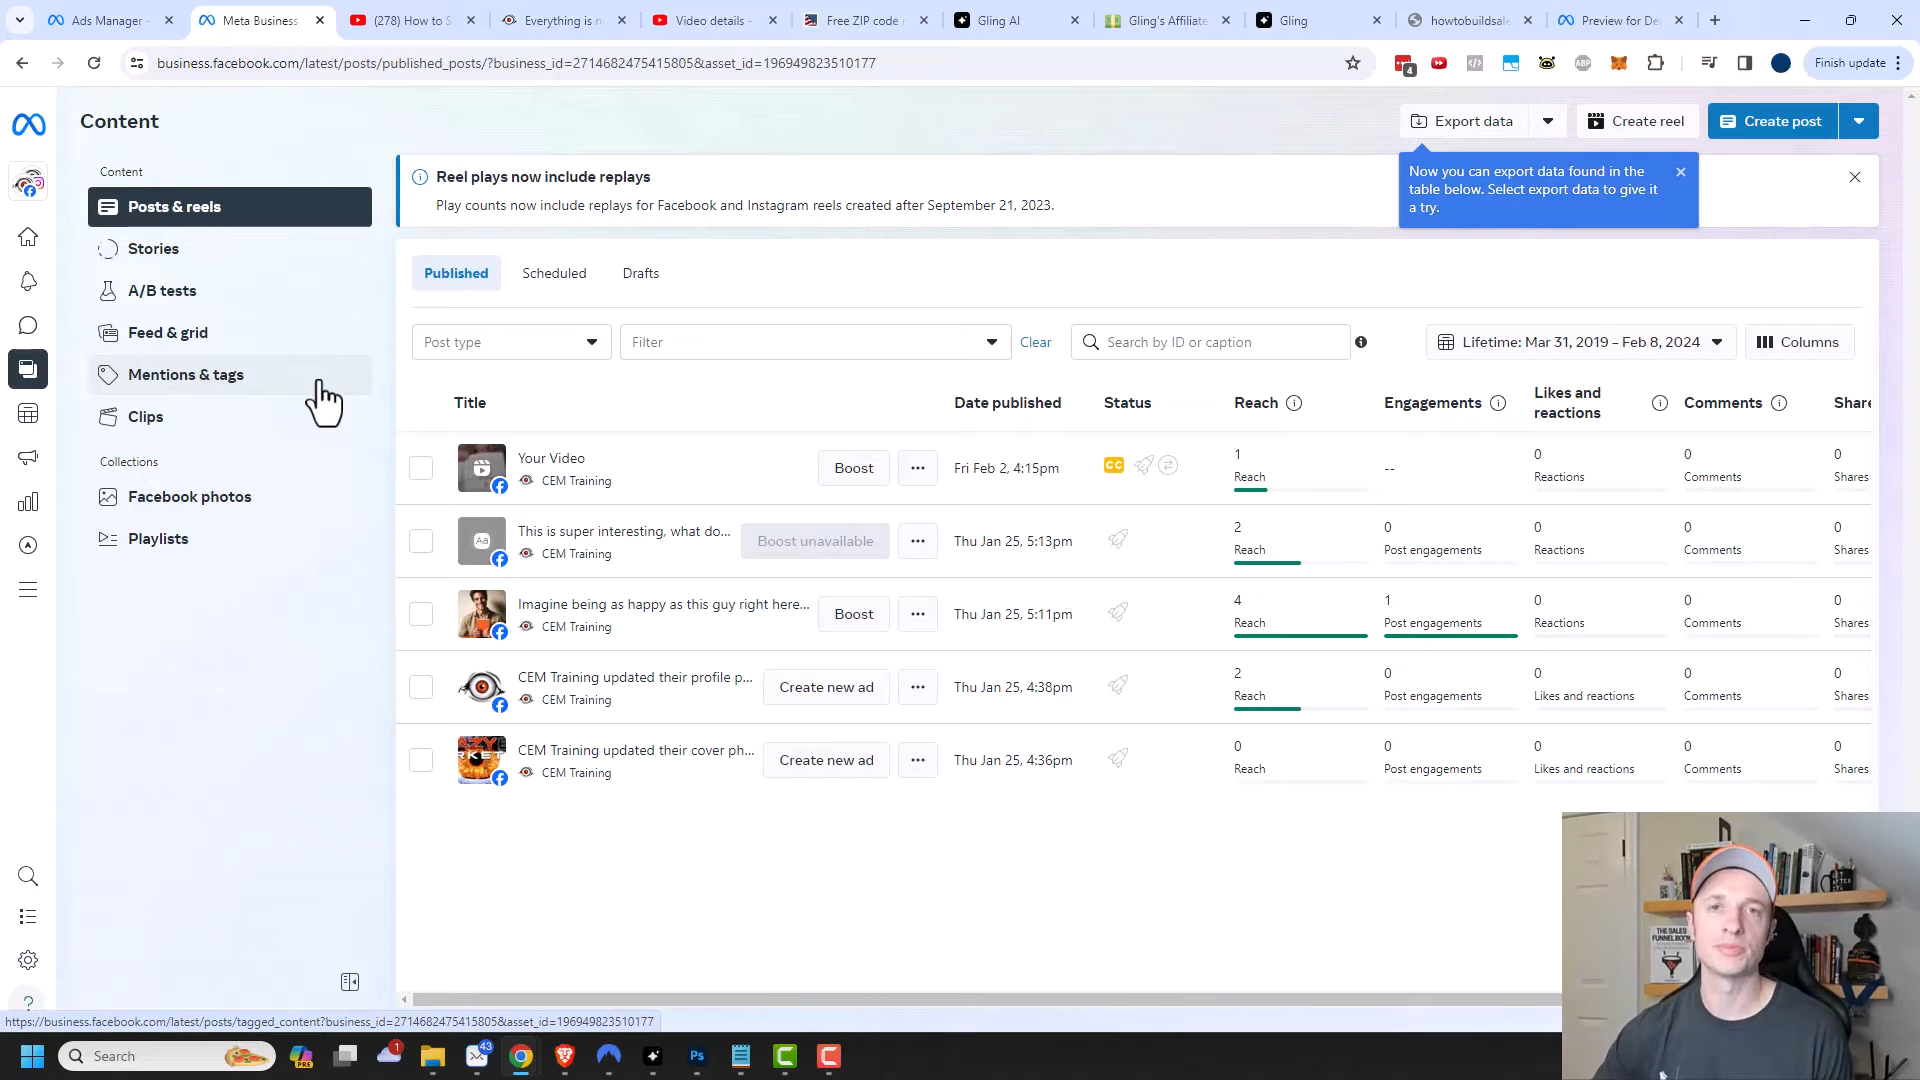 Ads Manager -
Meta Business
(278) How to S
Everything is n
Video details -
Free ZIP code r
Gling AI
Gling's Affiliate
Gling
howtobuildsale
Preview for De
business.facebook.com/latest/posts/published_posts/?business_id=2714682475415805&asset_id=196949823510177
4
ABP
Finish update
Content
Export data
Create reel
Create post
Now you can export data found in the
table below. Select export data to give it
a try.
Content
Posts & reels
Stories
A/B tests
Feed & grid
Mentions & tags
Clips
Collections
Facebook photos
Playlists
Reel plays now include replays
Play counts now include replays for Facebook and Instagram reels created after September 21, 2023.
Published
Scheduled
Drafts
Post type
Filter
Clear
Search by ID or caption
Lifetime: Mar 31, 2019 – Feb 8, 2024
Columns
Title
Date published
Status
Reach
Engagements
Likes and
reactions
Comments
Share
Your Video
CEM Training
Boost
Fri Feb 2, 4:15pm
CC
1
Reach
--
0
Reactions
0
Comments
0
Shares
Aa
This is super interesting, what do...
CEM Training
Boost unavailable
Thu Jan 25, 5:13pm
2
Reach
0
Post engagements
0
Reactions
0
Comments
0
Shares
Imagine being as happy as this guy right here...
CEM Training
Boost
Thu Jan 25, 5:11pm
4
Reach
1
Post engagements
0
Reactions
0
Comments
0
Shares
CEM Training updated their profile p...
CEM Training
Create new ad
Thu Jan 25, 4:38pm
2
Reach
0
Post engagements
0
Likes and reactions
0
Comments
0
Shares
CEM Training updated their cover ph...
CEM Training
Create new ad
Thu Jan 25, 4:36pm
0
Reach
0
Post engagements
0
Likes and reactions
0
Comments
0
Shares
THE SALES
FUNNEL BOOK
https://business.facebook.com/latest/posts/tagged_content?business_id=2714682475415805&asset_id=196949823510177
Search
PRE
1
43
Ps